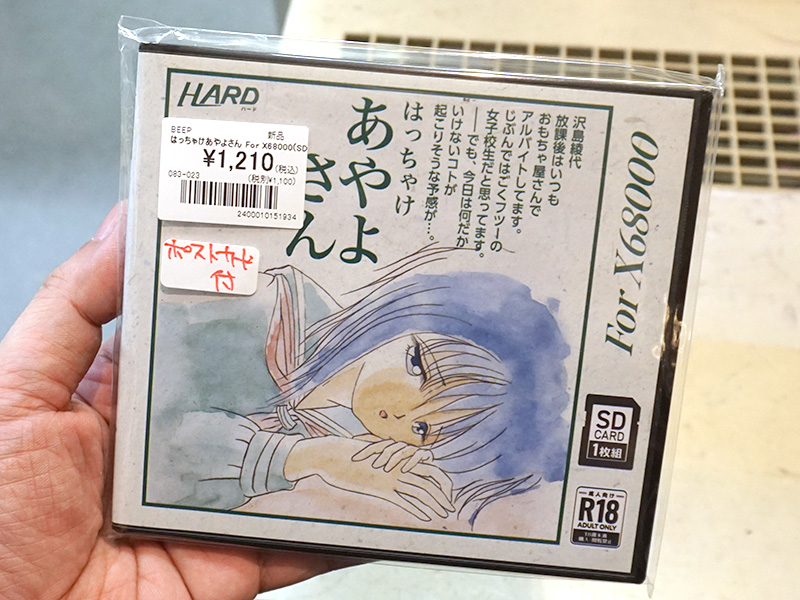 HARD
ハード
BEEP
新品
はっちゃけあやよさん For X68000(SD
¥1,210(税込)
083-023
(税別¥1,100)
2400010151934
ポストカード
付
沢島綾代
放課後はいつも
おもちゃ屋さんで
アルバイトしてます。
じぶんではごくフツーの
女子校生だと思ってます。
――でも、今日は何だか
いけないコトが
起こりそうな予感が…。
はっちゃけ
あやよ
さん
For X68000
SD
CARD
1枚組
成人向け
R18
ADULT ONLY